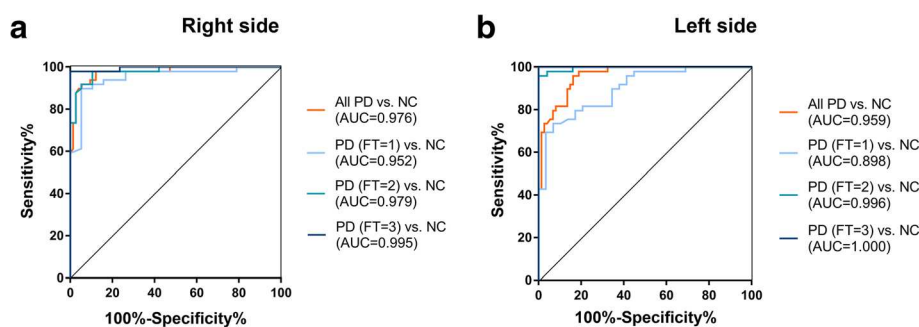 a
Right side
Sensitivity%
100
80
60
40
20
0
0 20 40 60 80 100
100%-Specificity%
All PD vs. NC
(AUC=0.976)
PD (FT=1) vs. NC
(AUC=0.952)
PD (FT=2) vs. NC
(AUC=0.979)
PD (FT=3) vs. NC
(AUC=0.995)
b
Left side
Sensitivity%
100
80
60
40
20
0
0 20 40 60 80 100
100%-Specificity%
All PD vs. NC
(AUC=0.959)
PD (FT=1) vs. NC
(AUC=0.898)
PD (FT=2) vs. NC
(AUC=0.996)
PD (FT=3) vs. NC
(AUC=1.000)